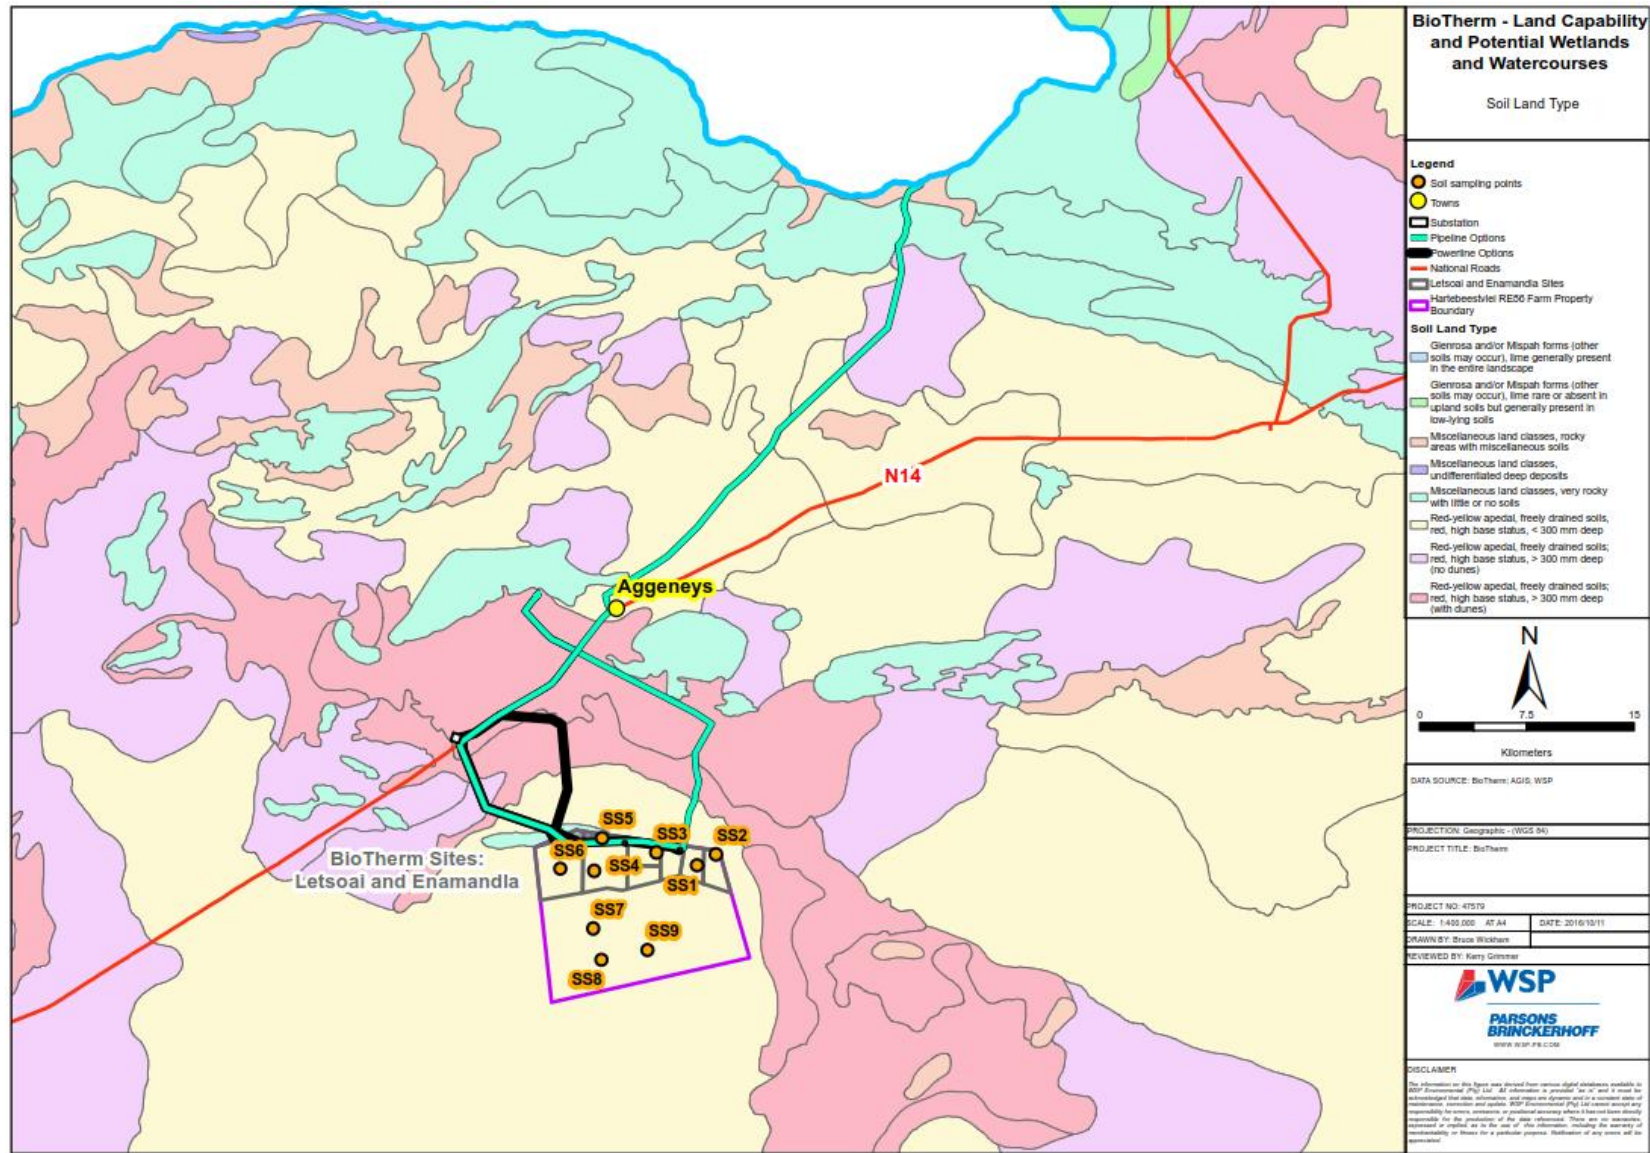 BioTherm - Land Capability
and Potential Wetlands
and Watercourses
Soil Land Type
Legend
Soil sampling points
Towns
Substation
Pipeline Options
Powerline Options
National Roads
Letsoai and Enamandla Sites
Hartebeestvlei RE56 Farm Property
Boundary
Soil Land Type
Glenrosa and/or Mispah forms (other
soils may occur), lime generally present
in the entire landscape
Glenrosa and/or Mispah forms (other
soils may occur), lime rare or absent in
upland soils but generally present in
low-lying soils
Miscellaneous land classes, rocky
areas with miscellaneous soils
Miscellaneous land classes,
undifferentiated deep deposits
Miscellaneous land classes, very rocky
with little or no soils
Red-yellow apedal, freely drained soils,
red, high base status, < 300 mm deep
Red-yellow apedal, freely drained soils;
red, high base status, > 300 mm deep
(no dunes)
Red-yellow apedal, freely drained soils;
red, high base status, > 300 mm deep
(with dunes)
N
0 7.5 15
Kilometers
DATA SOURCE: BioTherm; AGIS; WSP
PROJECTION: Geographic - (WGS 84)
PROJECT TITLE: BioTherm
PROJECT NO: 47579
SCALE: 1:400,000 AT A4
DATE: 2016/10/11
DRAWN BY: Bruce Wickham
REVIEWED BY: Kerry Grimmer
WSP
PARSONS
BRINCKERHOFF
WWW.WSP-PB.COM
DISCLAIMER
N14
Aggeneys
BioTherm Sites:
Letsoai and Enamandla
SS5
SS3
SS2
SS6
SS4
SS1
SS7
SS9
SS8